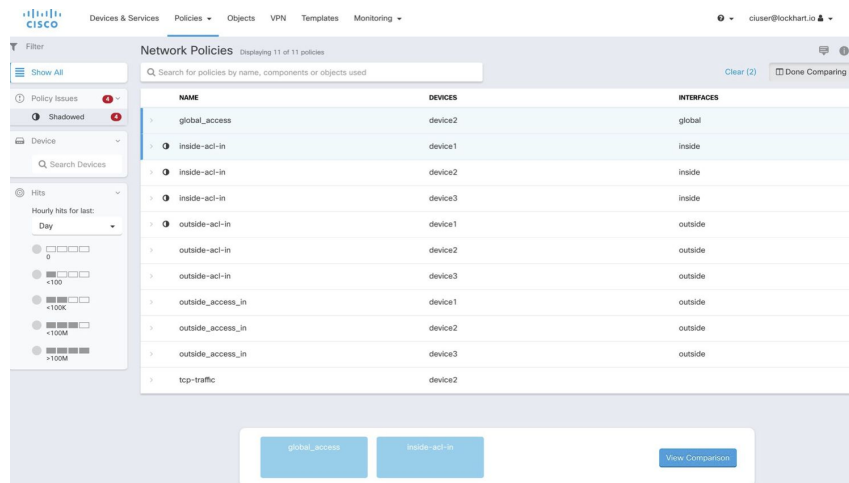 CISCO
Devices & Services Policies Objects VPN Templates Monitoring
ciuser@lockhart.io
Filter
Show All
Policy Issues 4
Shadowed 4
Device
Search Devices
Hits
Hourly hits for last:
Day
0
<100
<100K
<100M
>100M
Network Policies Displaying 11 of 11 policies
Search for policies by name, components or objects used
Clear (2) Done Comparing
NAME DEVICES INTERFACES
global_access device2 global
inside-acl-in device1 inside
inside-acl-in device2 inside
inside-acl-in device3 inside
outside-acl-in device1 outside
outside-acl-in device2 outside
outside-acl-in device3 outside
outside_access_in device1 outside
outside_access_in device2 outside
outside_access_in device3 outside
tcp-traffic device2
global_access inside-acl-in
View Comparison